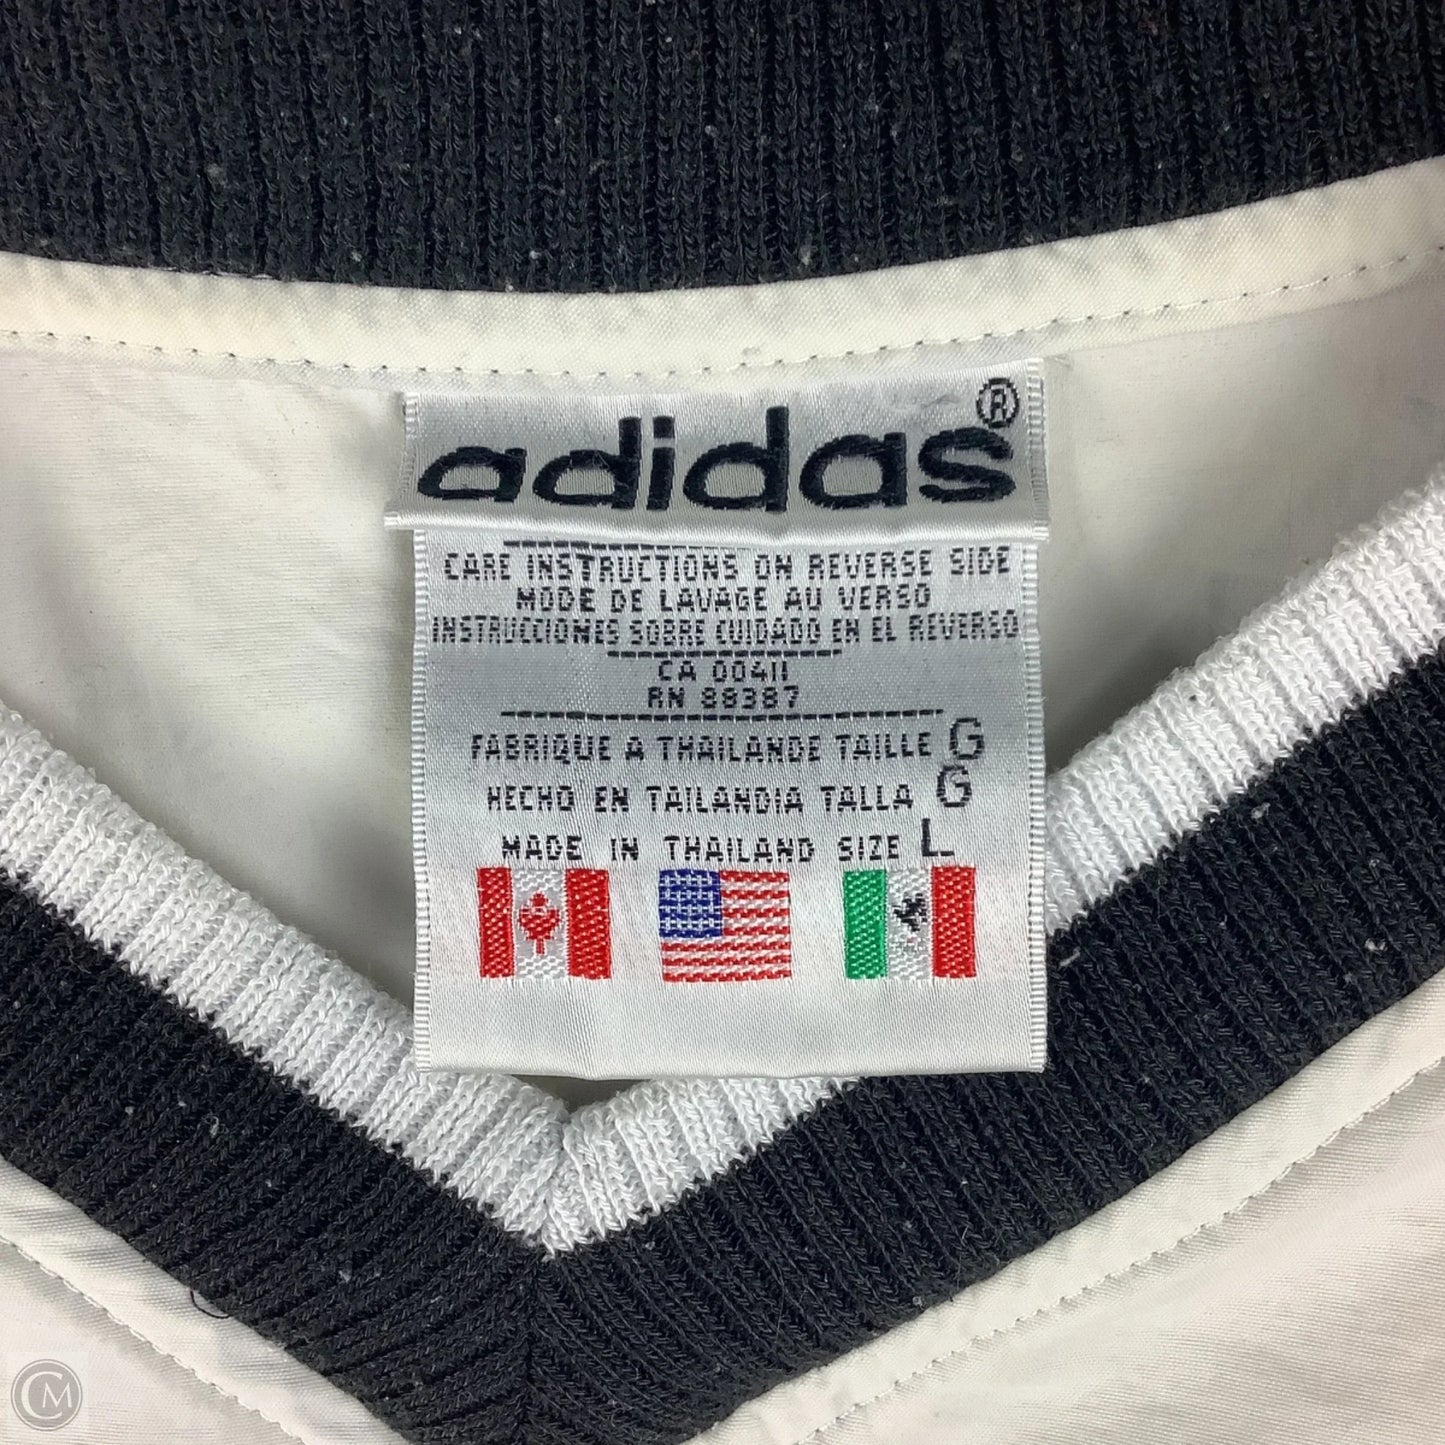 adidas®
CARE INSTRUCTIONS ON REVERSE SIDE
MODE DE LAVAGE AU VERSO
INSTRUCCIONES SOBRE CUIDADO EN EL REVERSO
CA 00411
RN 88387
FABRIQUE A THAILANDE TAILLE G
HECHO EN TAILANDIA TALLA G
MADE IN THAILAND SIZE L
CM